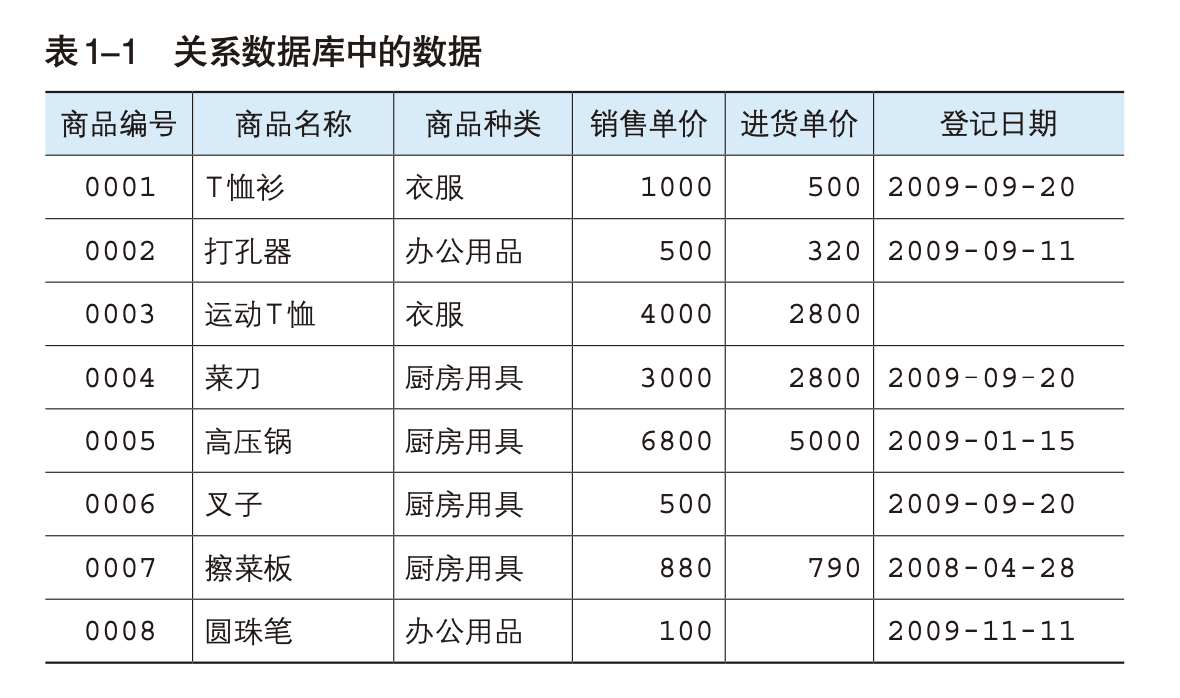 表1–1 关系数据库中的数据
商品编号 商品名称 商品种类 销售单价 进货单价 登记日期
0001 T恤衫 衣服 1000 500 2009-09-20
0002 打孔器 办公用品 500 320 2009-09-11
0003 运动T恤 衣服 4000 2800
0004 菜刀 厨房用具 3000 2800 2009-09-20
0005 高压锅 厨房用具 6800 5000 2009-01-15
0006 叉子 厨房用具 500 2009-09-20
0007 擦菜板 厨房用具 880 790 2008-04-28
0008 圆珠笔 办公用品 100 2009-11-11